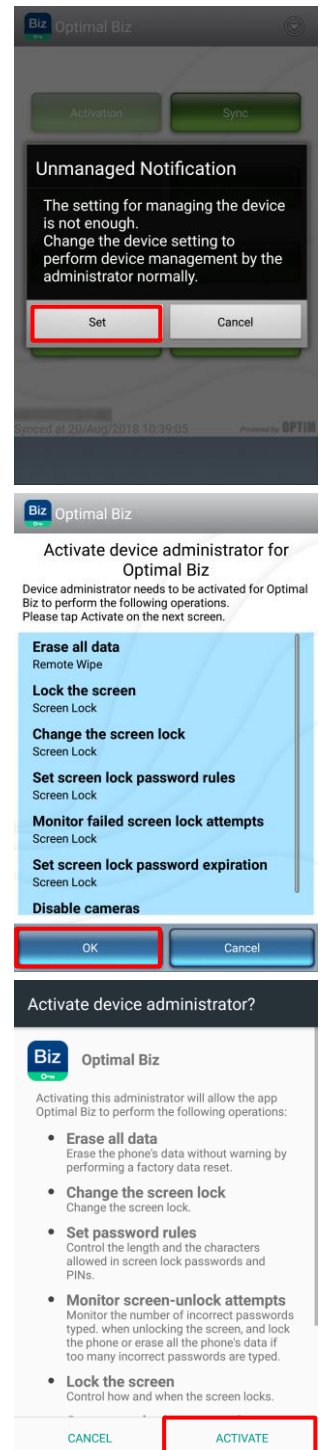 Biz Optimal Biz
Activation Sync
Unmanaged Notification
The setting for managing the device
is not enough.
Change the device setting to
perform device management by the
administrator normally.
Set Cancel
Synced at 20/Aug/2018 10:39:05 Powered by OPTiM
Biz Optimal Biz
Activate device administrator for
Optimal Biz
Device administrator needs to be activated for Optimal
Biz to perform the following operations.
Please tap Activate on the next screen.
Erase all data
Remote Wipe
Lock the screen
Screen Lock
Change the screen lock
Screen Lock
Set screen lock password rules
Screen Lock
Monitor failed screen lock attempts
Screen Lock
Set screen lock password expiration
Screen Lock
Disable cameras
OK Cancel
Activate device administrator?
Biz Optimal Biz
Activating this administrator will allow the app
Optimal Biz to perform the following operations:
• Erase all data
Erase the phone's data without warning by
performing a factory data reset.
• Change the screen lock
Change the screen lock.
• Set password rules
Control the length and the characters
allowed in screen lock passwords and
PINs.
• Monitor screen-unlock attempts
Monitor the number of incorrect passwords
typed. when unlocking the screen, and lock
the phone or erase all the phone's data if
too many incorrect passwords are typed.
• Lock the screen
Control how and when the screen locks.
CANCEL ACTIVATE